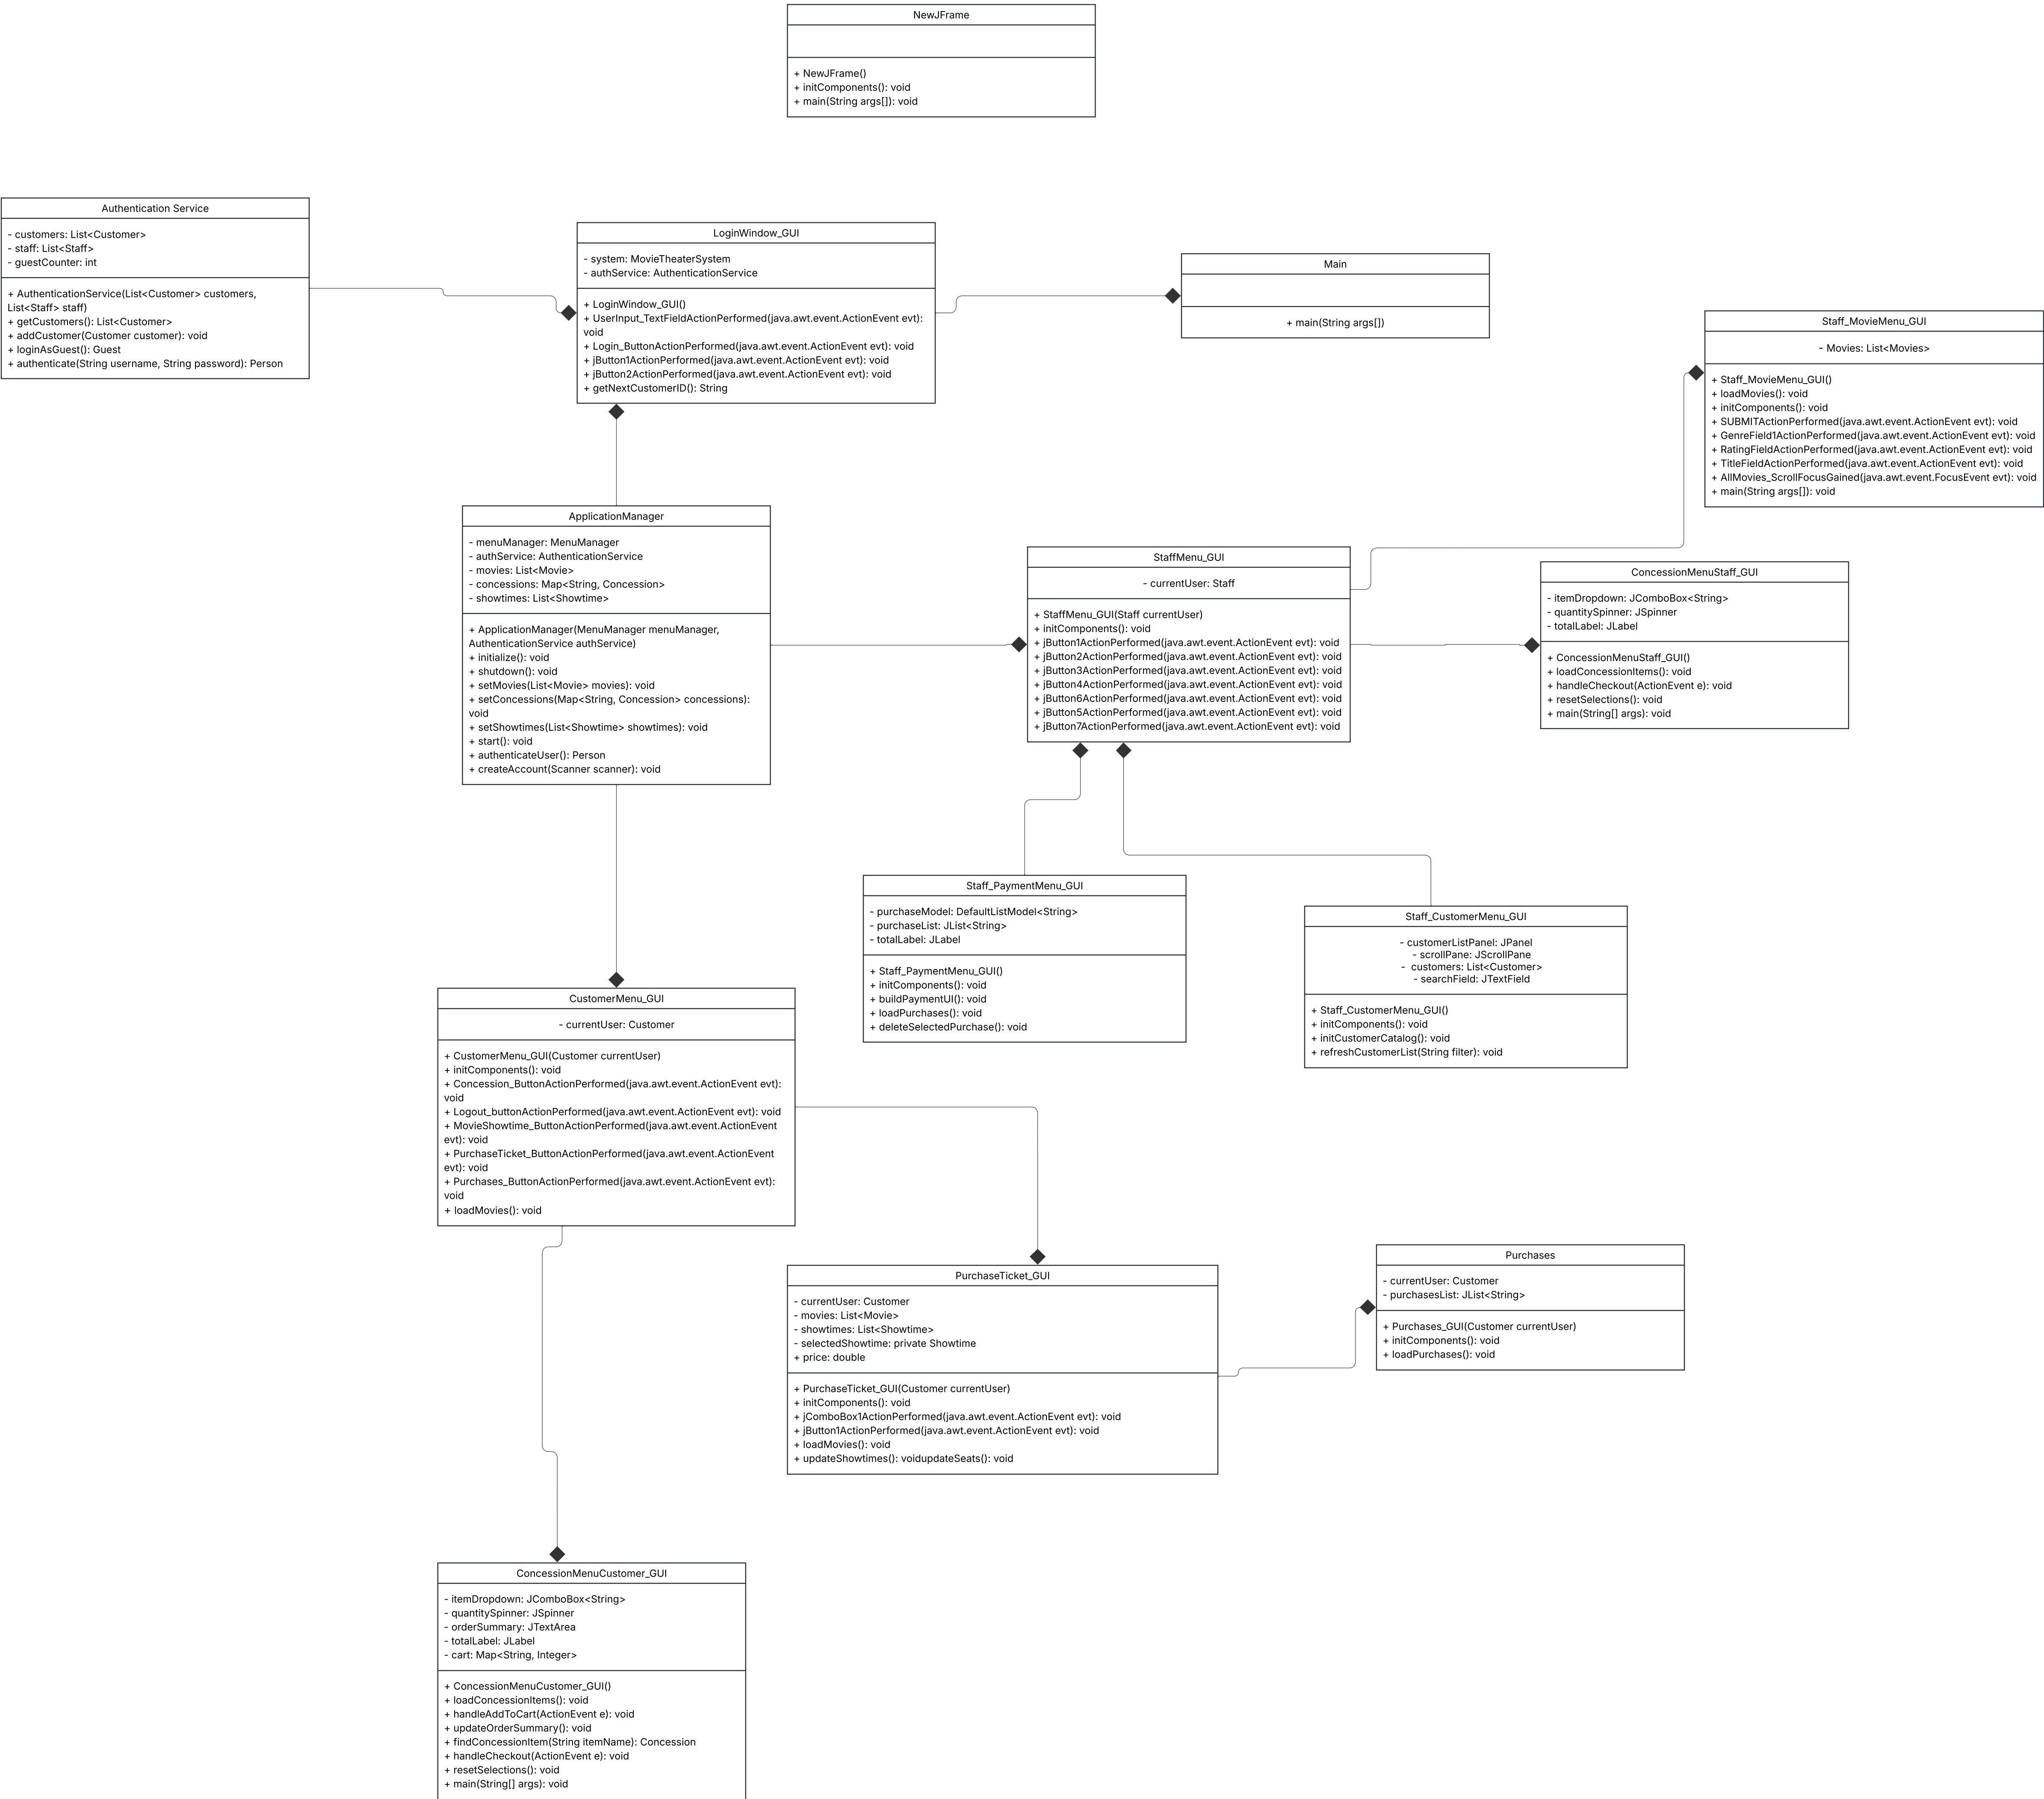 NewJFrame
+ NewJFrame()
+ initComponents(): void
+ main(String args[]): void
Authentication Service
- customers: List<Customer>
- staff: List<Staff>
- guestCounter: int
+ AuthenticationService(List<Customer> customers,
List<Staff> staff)
+ getCustomers(): List<Customer>
+ addCustomer(Customer customer): void
+ loginAsGuest(): Guest
+ authenticate(String username, String password): Person
LoginWindow_GUI
- system: MovieTheaterSystem
- authService: AuthenticationService
+ LoginWindow_GUI()
+ UserInput_TextFieldActionPerformed(java.awt.event.ActionEvent evt):
void
+ Login_ButtonActionPerformed(java.awt.event.ActionEvent evt): void
+ jButton1ActionPerformed(java.awt.event.ActionEvent evt): void
+ jButton2ActionPerformed(java.awt.event.ActionEvent evt): void
+ getNextCustomerID(): String
Main
+ main(String args[])
Staff_MovieMenu_GUI
- Movies: List<Movies>
+ Staff_MovieMenu_GUI()
+ loadMovies(): void
+ initComponents(): void
+ SUBMITActionPerformed(java.awt.event.ActionEvent evt): void
+ GenreField1ActionPerformed(java.awt.event.ActionEvent evt): void
+ RatingFieldActionPerformed(java.awt.event.ActionEvent evt): void
+ TitleFieldActionPerformed(java.awt.event.ActionEvent evt): void
+ AllMovies_ScrollFocusGained(java.awt.event.FocusEvent evt): void
+ main(String args[]): void
ApplicationManager
- menuManager: MenuManager
- authService: AuthenticationService
- movies: List<Movie>
- concessions: Map<String, Concession>
- showtimes: List<Showtime>
+ ApplicationManager(MenuManager menuManager,
AuthenticationService authService)
+ initialize(): void
+ shutdown(): void
+ setMovies(List<Movie> movies): void
+ setConcessions(Map<String, Concession> concessions):
void
+ setShowtimes(List<Showtime> showtimes): void
+ start(): void
+ authenticateUser(): Person
+ createAccount(Scanner scanner): void
StaffMenu_GUI
- currentUser: Staff
+ StaffMenu_GUI(Staff currentUser)
+ initComponents(): void
+ jButton1ActionPerformed(java.awt.event.ActionEvent evt): void
+ jButton2ActionPerformed(java.awt.event.ActionEvent evt): void
+ jButton3ActionPerformed(java.awt.event.ActionEvent evt): void
+ jButton4ActionPerformed(java.awt.event.ActionEvent evt): void
+ jButton6ActionPerformed(java.awt.event.ActionEvent evt): void
+ jButton5ActionPerformed(java.awt.event.ActionEvent evt): void
+ jButton7ActionPerformed(java.awt.event.ActionEvent evt): void
ConcessionMenuStaff_GUI
- itemDropdown: JComboBox<String>
- quantitySpinner: JSpinner
- totalLabel: JLabel
+ ConcessionMenuStaff_GUI()
+ loadConcessionItems(): void
+ handleCheckout(ActionEvent e): void
+ resetSelections(): void
+ main(String[] args): void
Staff_PaymentMenu_GUI
- purchaseModel: DefaultListModel<String>
- purchaseList: JList<String>
- totalLabel: JLabel
+ Staff_PaymentMenu_GUI()
+ initComponents(): void
+ buildPaymentUI(): void
+ loadPurchases(): void
+ deleteSelectedPurchase(): void
Staff_CustomerMenu_GUI
- customerListPanel: JPanel
- scrollPane: JScrollPane
- customers: List<Customer>
- searchField: JTextField
+ Staff_CustomerMenu_GUI()
+ initComponents(): void
+ initCustomerCatalog(): void
+ refreshCustomerList(String filter): void
CustomerMenu_GUI
- currentUser: Customer
+ CustomerMenu_GUI(Customer currentUser)
+ initComponents(): void
+ Concession_ButtonActionPerformed(java.awt.event.ActionEvent evt):
void
+ Logout_buttonActionPerformed(java.awt.event.ActionEvent evt): void
+ MovieShowtime_ButtonActionPerformed(java.awt.event.ActionEvent
evt): void
+ PurchaseTicket_ButtonActionPerformed(java.awt.event.ActionEvent
evt): void
+ Purchases_ButtonActionPerformed(java.awt.event.ActionEvent evt):
void
+ loadMovies(): void
PurchaseTicket_GUI
- currentUser: Customer
- movies: List<Movie>
- showtimes: List<Showtime>
- selectedShowtime: private Showtime
+ price: double
+ PurchaseTicket_GUI(Customer currentUser)
+ initComponents(): void
+ jComboBox1ActionPerformed(java.awt.event.ActionEvent evt): void
+ jButton1ActionPerformed(java.awt.event.ActionEvent evt): void
+ loadMovies(): void
+ updateShowtimes(): voidupdateSeats(): void
Purchases
- currentUser: Customer
- purchasesList: JList<String>
+ Purchases_GUI(Customer currentUser)
+ initComponents(): void
+ loadPurchases(): void
ConcessionMenuCustomer_GUI
- itemDropdown: JComboBox<String>
- quantitySpinner: JSpinner
- orderSummary: JTextArea
- totalLabel: JLabel
- cart: Map<String, Integer>
+ ConcessionMenuCustomer_GUI()
+ loadConcessionItems(): void
+ handleAddToCart(ActionEvent e): void
+ updateOrderSummary(): void
+ findConcessionItem(String itemName): Concession
+ handleCheckout(ActionEvent e): void
+ resetSelections(): void
+ main(String[] args): void